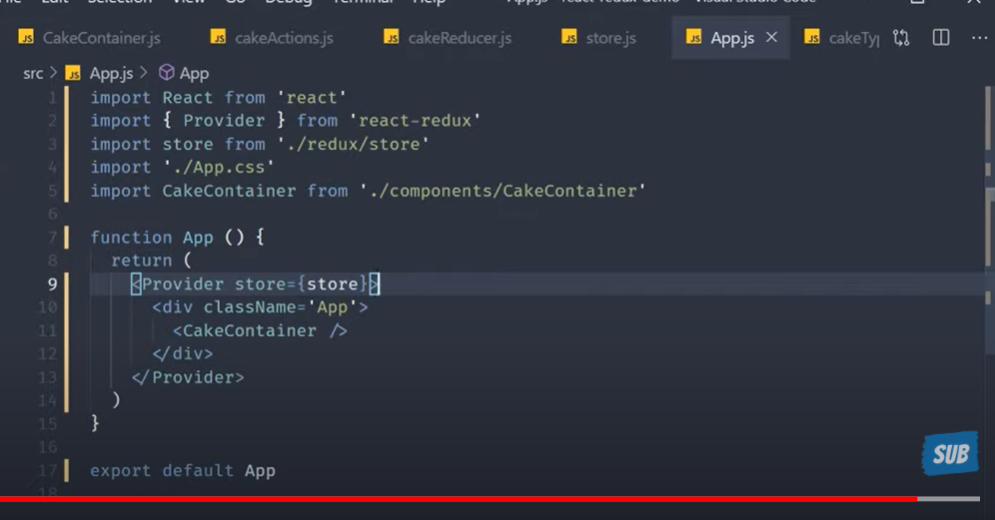 Edit Selection View Go Debug Terminal Help App.js - react-redux-demo - Visual Studio Code
JS CakeContainer.js JS cakeActions.js JS cakeReducer.js JS store.js JS App.js JS cakeTyp
src > JS App.js > App
1 import React from 'react'
2 import { Provider } from 'react-redux'
3 import store from './redux/store'
4 import './App.css'
5 import CakeContainer from './components/CakeContainer'
6
7 function App () {
8 return (
9 <Provider store={store}>
10 <div className='App'>
11 <CakeContainer />
12 </div>
13 </Provider>
14 )
15 }
16
17 export default App
18
SUB